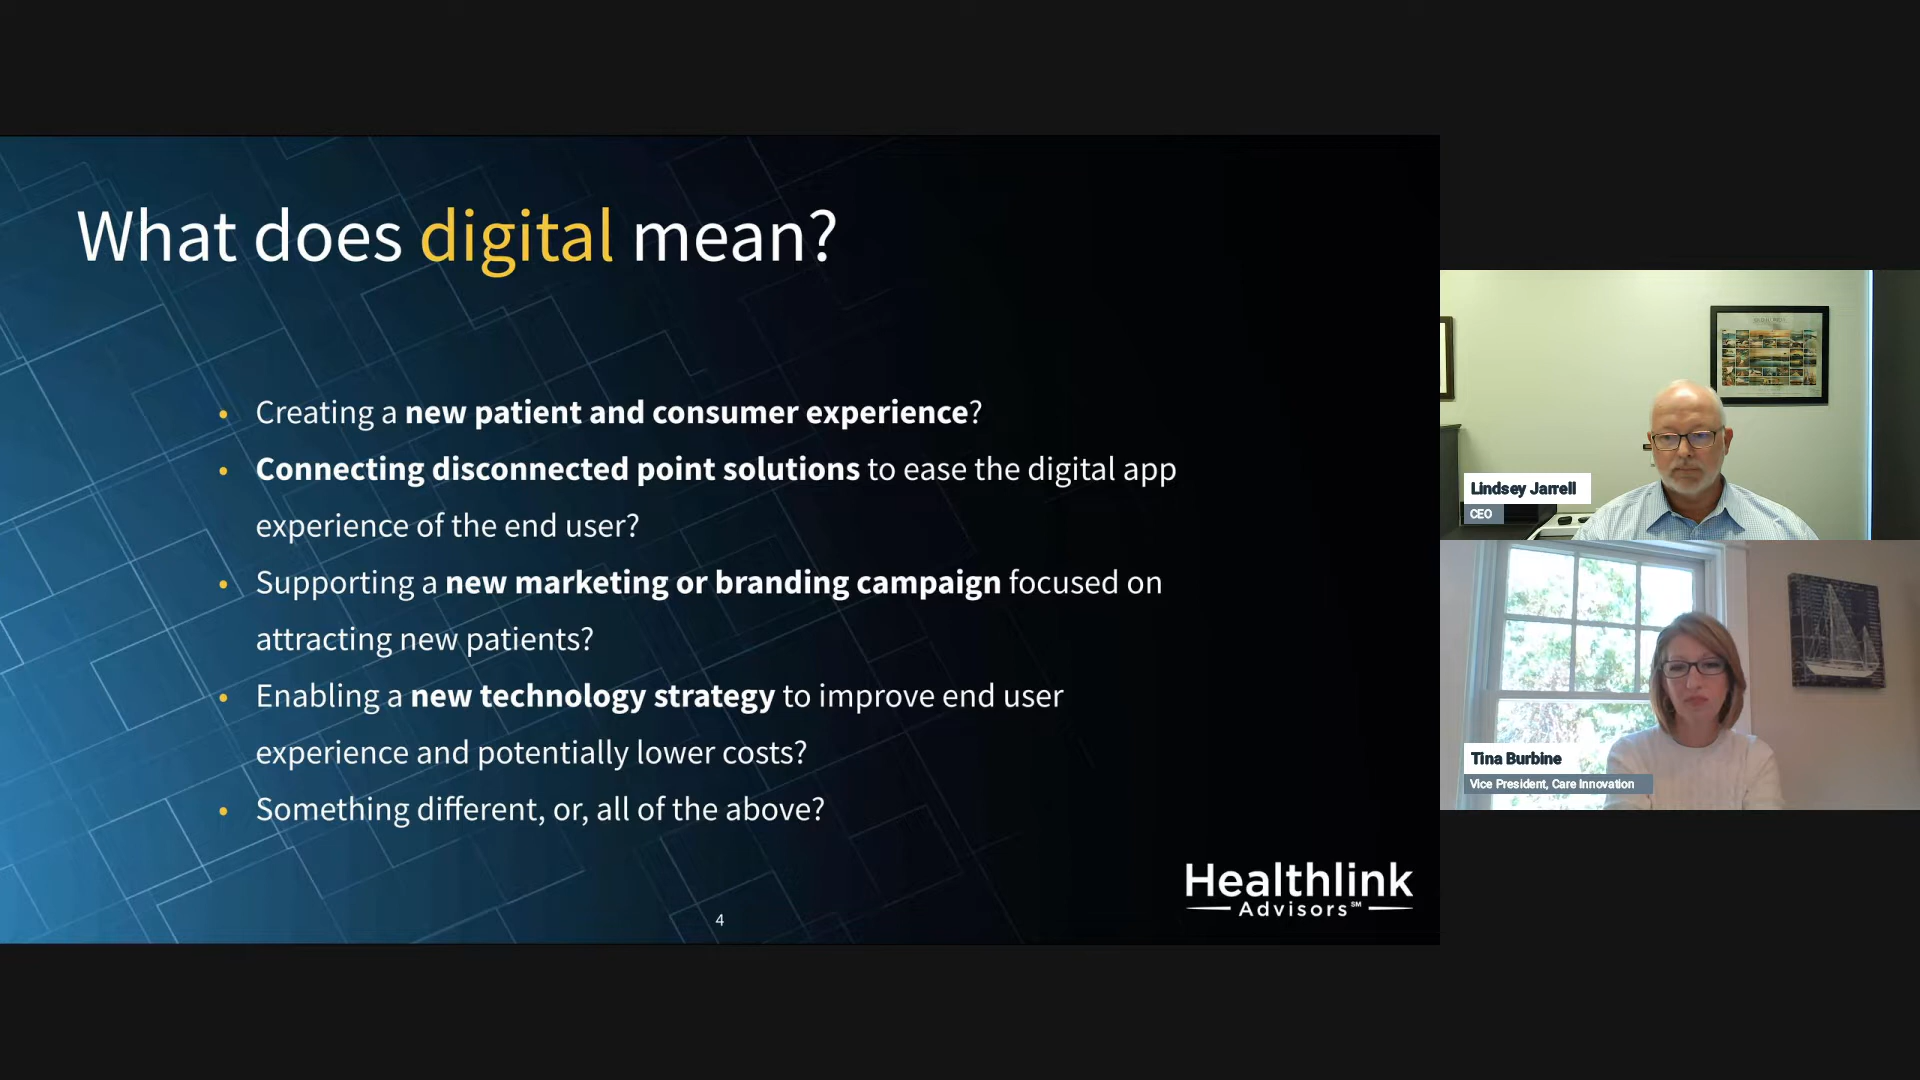 What does digital mean?
• Creating a new patient and consumer experience?
• Connecting disconnected point solutions to ease the digital app
experience of the end user?
• Supporting a new marketing or branding campaign focused on
attracting new patients?
• Enabling a new technology strategy to improve end user
experience and potentially lower costs?
• Something different, or, all of the above?
4
Healthlink
Advisors℠
Lindsey Jarrell
CEO
Tina Burbine
Vice President, Care Innovation